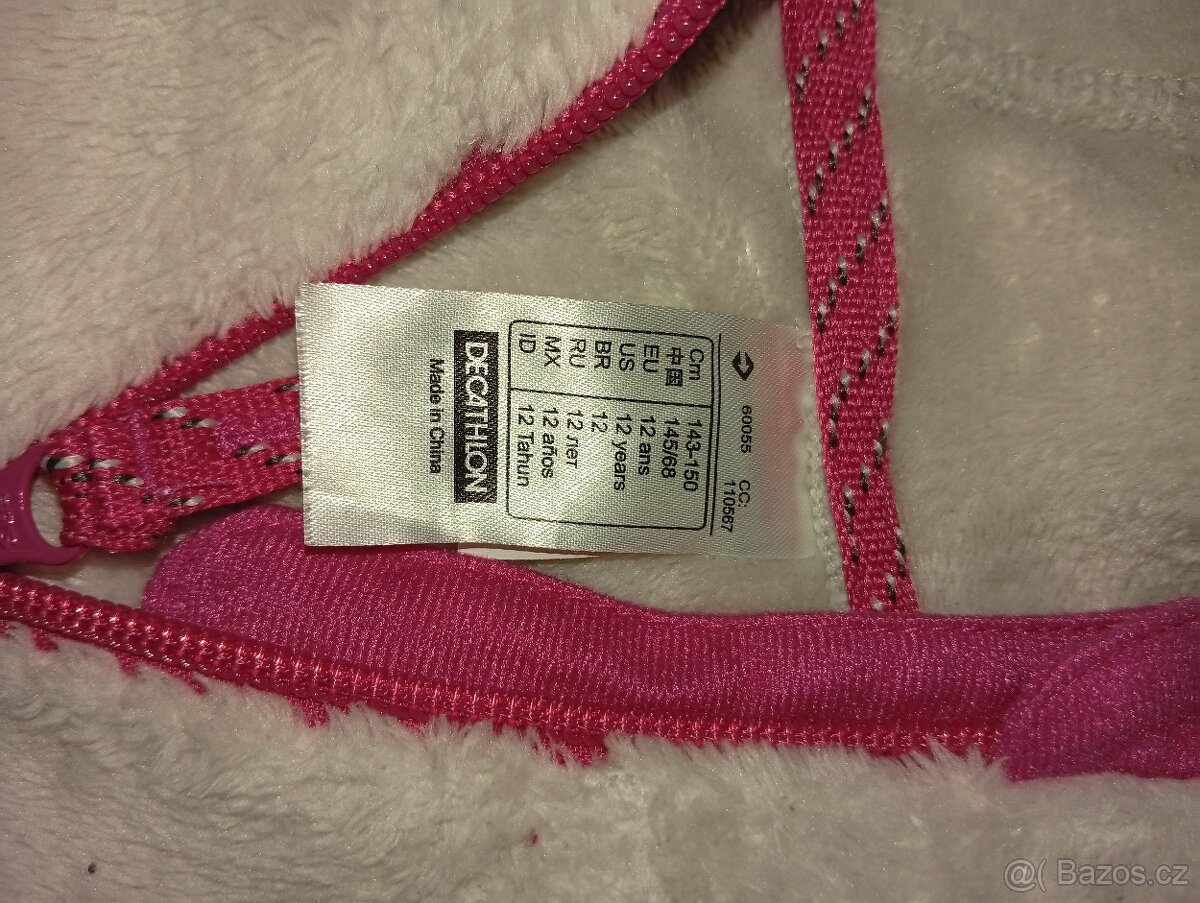 60055 CC:
110567
Cm 143-150
中國 145/68
EU 12 ans
US 12 years
BR 12
RU 12 лет
MX 12 años
ID 12 Tahun
DECATHLON
Made in China
@( Bazos.cz